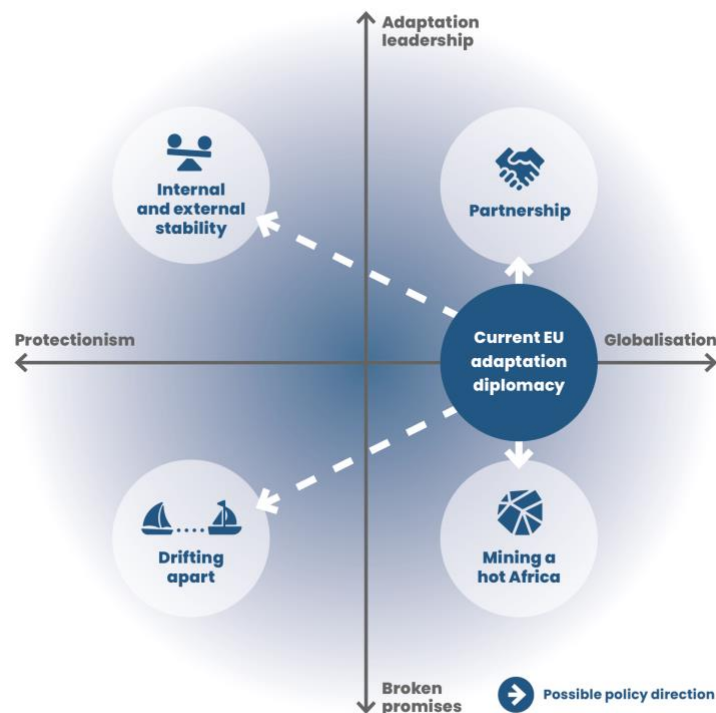 Adaptation
leadership
Internal
and external
stability
Partnership
Protectionism
Current EU
adaptation
diplomacy
Globalisation
Drifting
apart
Mining a
hot Africa
Broken
promises
Possible policy direction